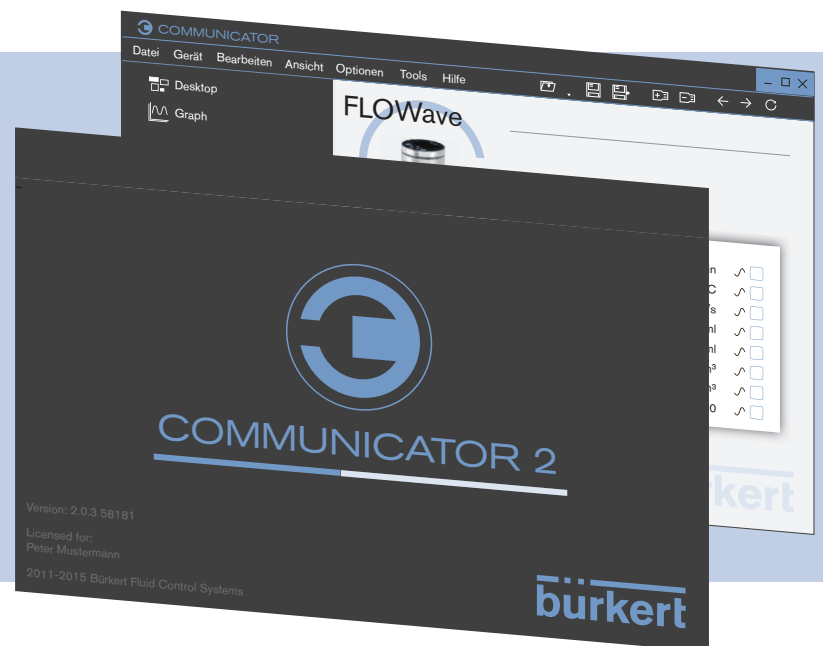 COMMUNICATOR
Datei Gerät Bearbeiten Ansicht Optionen Tools Hilfe
Desktop
Graph
FLOWave
COMMUNICATOR 2
Version: 2.0.3 58181
Licensed for:
Peter Mustermann
2011-2015 Bürkert Fluid Control Systems
bürkert